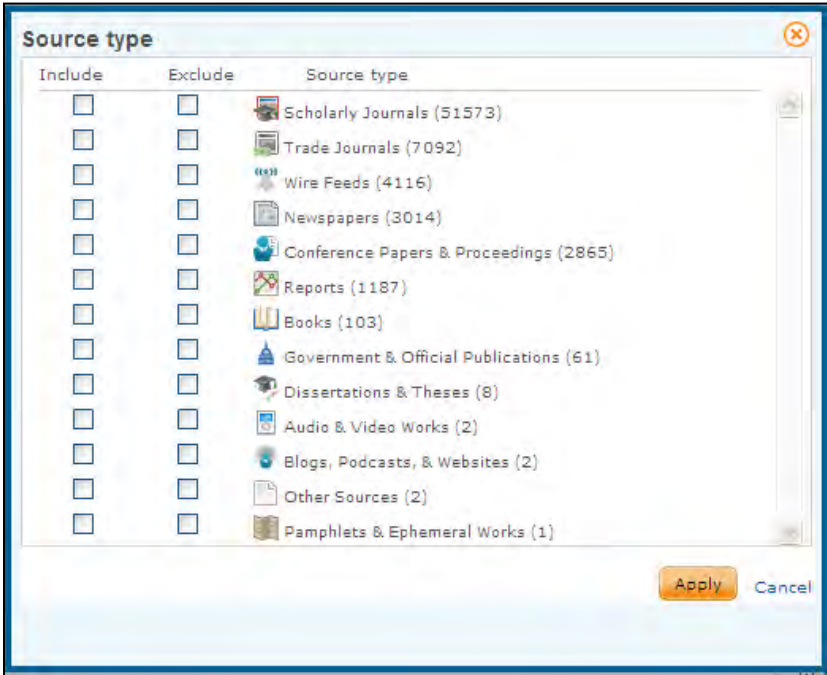 Source type
Include Exclude Source type
Scholarly Journals (51573)
Trade Journals (7092)
Wire Feeds (4116)
Newspapers (3014)
Conference Papers & Proceedings (2865)
Reports (1187)
Books (103)
Government & Official Publications (61)
Dissertations & Theses (8)
Audio & Video Works (2)
Blogs, Podcasts, & Websites (2)
Other Sources (2)
Pamphlets & Ephemeral Works (1)
Apply Cancel